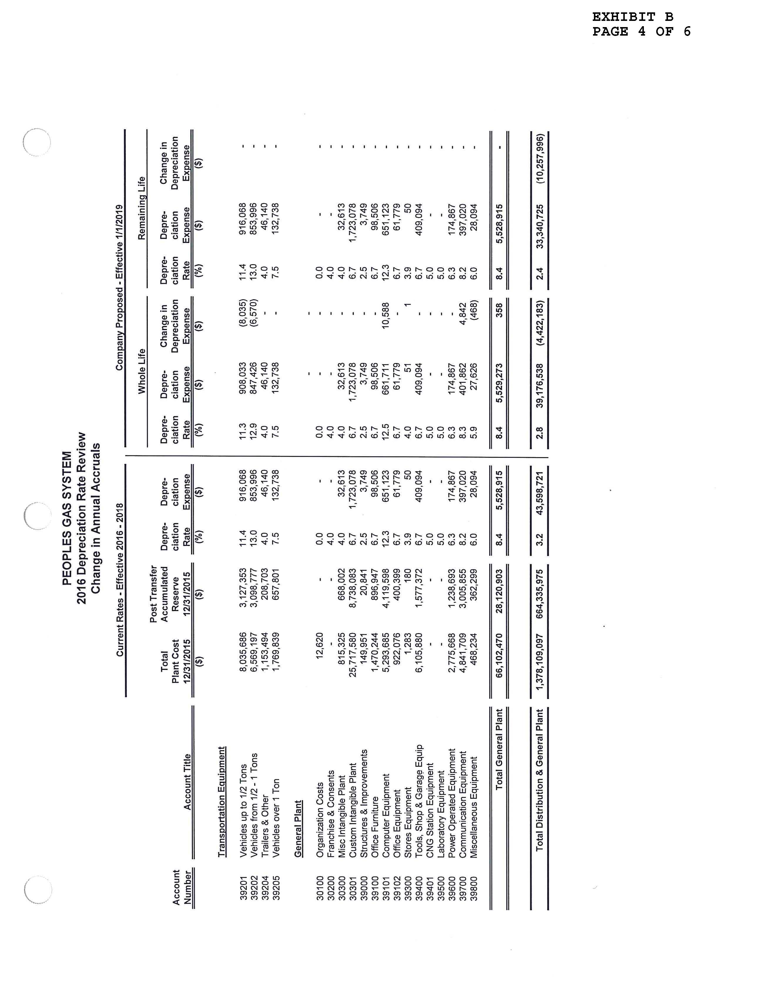 EXHIBIT B
PAGE 4 OF 6
PEOPLES GAS SYSTEM
2016 Depreciation Rate Review
Change in Annual Accruals
Current Rates - Effective 2016 - 2018 Company Proposed - Effective 1/1/2019
Whole Life Remaining Life
Post Transfer
Total Accumulated Depre- Depre- Depre- Depre- Change in Depre- Depre- Change in
Account Plant Cost Reserve ciation ciation ciation ciation Depreciation ciation ciation Depreciation
Number Account Title 12/31/2015 12/31/2015 Rate Expense Rate Expense Expense Rate Expense Expense
($) ($) (%) ($) (%) ($) ($) (%) ($) ($)
Transportation Equipment
39201 Vehicles up to 1/2 Tons 8,035,686 3,127,353 11.4 916,068 11.3 908,033 (8,035) 11.4 916,068 -
39202 Vehicles from 1/2 - 1 Tons 6,569,197 3,098,777 13.0 853,996 12.9 847,426 (6,570) 13.0 853,996 -
39204 Trailers & Other 1,153,494 208,703 4.0 46,140 4.0 46,140 - 4.0 46,140 -
39205 Vehicles over 1 Ton 1,769,839 657,801 7.5 132,738 7.5 132,738 - 7.5 132,738 -
General Plant
- -
30100 Organization Costs 12,620 - 0.0 - 0.0 - - 0.0 - -
30200 Franchise & Consents - - 4.0 - 4.0 - - 4.0 - -
30300 Misc Intangible Plant 815,325 668,002 4.0 32,613 4.0 32,613 - 4.0 32,613 -
30301 Custom Intangible Plant 25,717,580 8,738,083 6.7 1,723,078 6.7 1,723,078 - 6.7 1,723,078 -
39000 Structures & Improvements 149,951 20,841 2.5 3,749 2.5 3,749 - 2.5 3,749 -
39100 Office Furniture 1,470,244 896,947 6.7 98,506 6.7 98,506 - 6.7 98,506 -
39101 Computer Equipment 5,293,685 4,119,598 12.3 651,123 12.5 661,711 10,588 12.3 651,123 -
39102 Office Equipment 922,076 400,399 6.7 61,779 6.7 61,779 - 6.7 61,779 -
39300 Stores Equipment 1,283 180 3.9 50 4.0 51 1 3.9 50 -
39400 Tools, Shop & Garage Equip 6,105,880 1,577,372 6.7 409,094 6.7 409,094 - 6.7 409,094 -
39401 CNG Station Equipment - - 5.0 - 5.0 - - 5.0 - -
39500 Laboratory Equipment - - 5.0 - 5.0 - - 5.0 - -
39600 Power Operated Equipment 2,775,668 1,238,693 6.3 174,867 6.3 174,867 - 6.3 174,867 -
39700 Communication Equipment 4,841,709 3,005,855 8.2 397,020 8.3 401,862 4,842 8.2 397,020 -
39800 Miscellaneous Equipment 468,234 362,299 6.0 28,094 5.9 27,626 (468) 6.0 28,094 -
Total General Plant 66,102,470 28,120,903 8.4 5,528,915 8.4 5,529,273 358 8.4 5,528,915 -
Total Distribution & General Plant 1,378,109,097 664,335,975 3.2 43,598,721 2.8 39,176,538 (4,422,183) 2.4 33,340,725 (10,257,996)